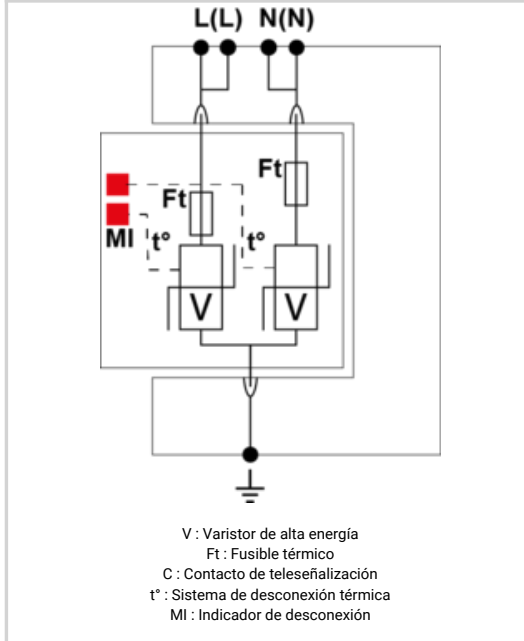 L(L) N(N)
Ft
Ft
MI
t°
t°
V
V
V : Varistor de alta energía
Ft : Fusible térmico
C : Contacto de teleseñalización
t° : Sistema de desconexión térmica
MI : Indicador de desconexión